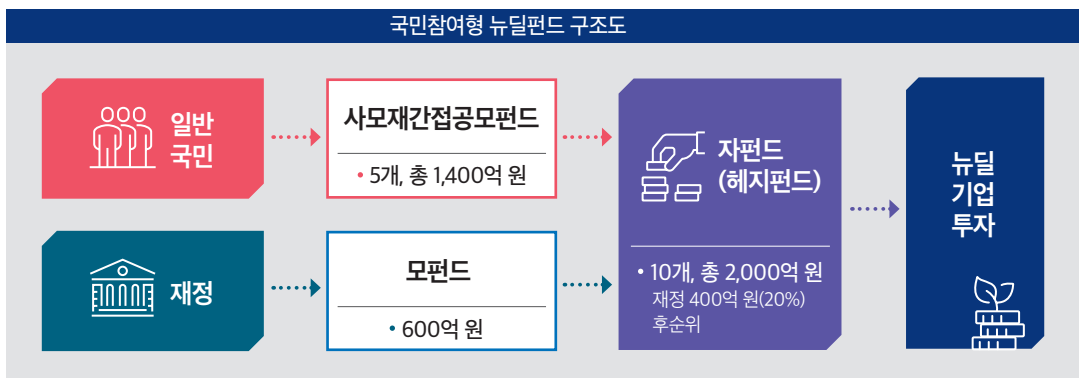 국민참여형 뉴딜펀드 구조도
일반
국민
사모재간접공모펀드
• 5개, 총 1,400억 원
재정
모펀드
• 600억 원
자펀드
(헤지펀드)
• 10개, 총 2,000억 원
재정 400억 원(20%)
후순위
뉴딜
기업
투자